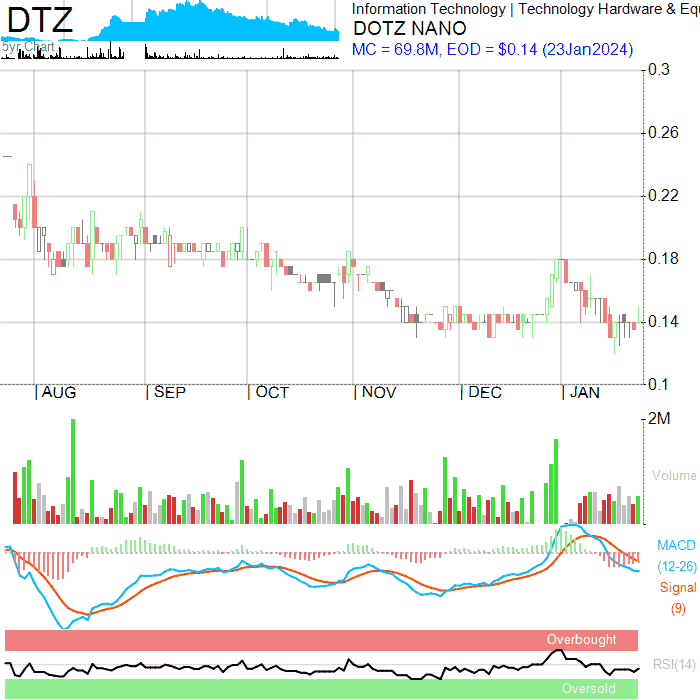 DTZ
5yr Chart
Information Technology | Technology Hardware & Equ
DOTZ NANO
MC = 69.8M, EOD = $0.14 (23Jan2024)
0.3
0.26
0.22
0.18
0.14
0.1
|AUG |SEP |OCT |NOV |DEC |JAN
2M
Volume
MACD
(12-26)
Signal
(9)
Overbought
RSI(14)
Oversold